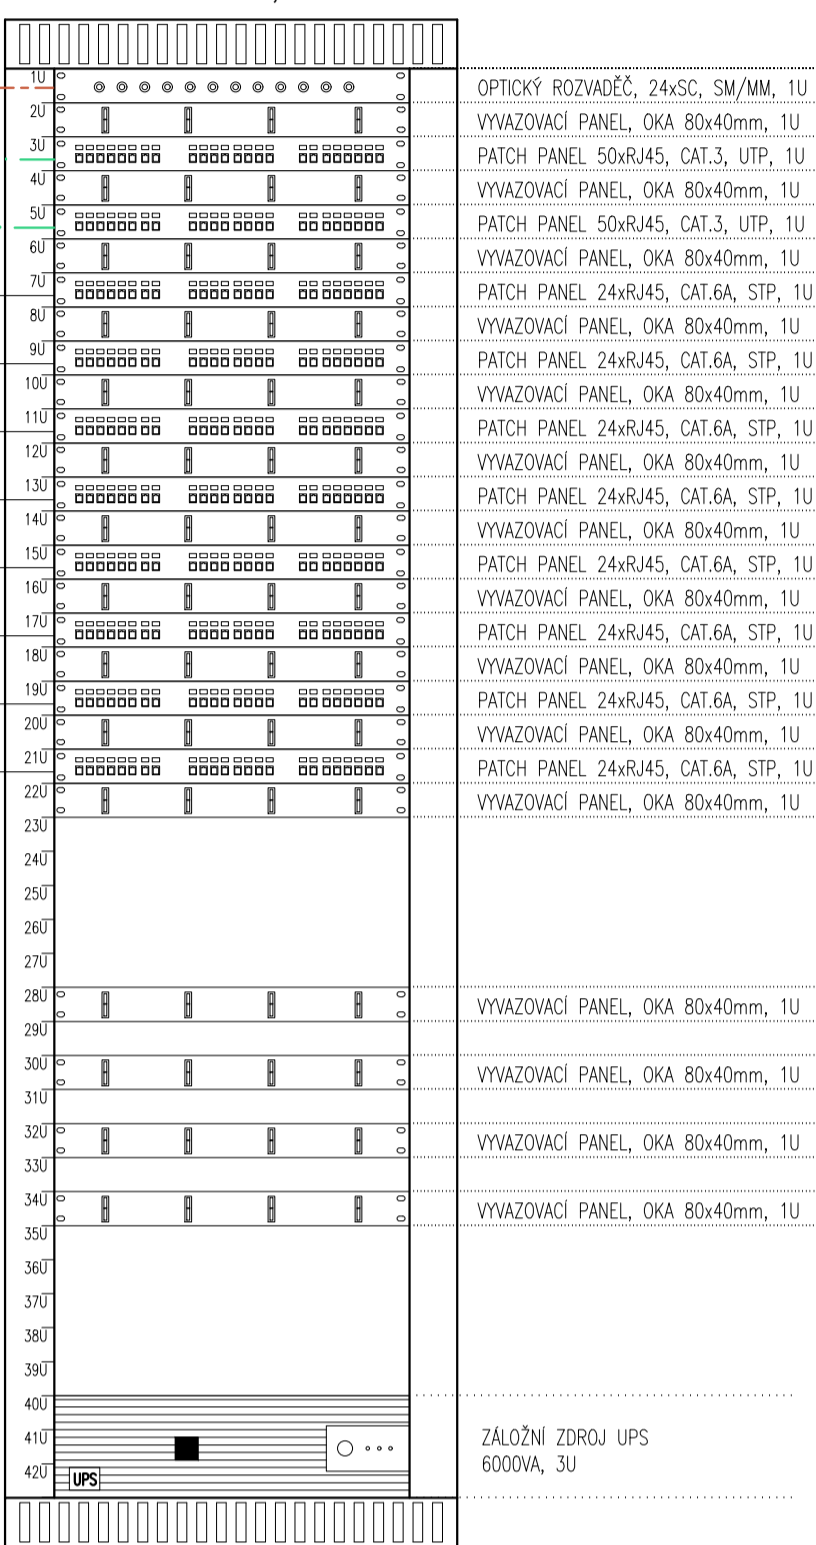 1U OPTICKÝ ROZVADĚČ, 24xSC, SM/MM, 1U
2U VYVAZOVACÍ PANEL, OKA 80x40mm, 1U
3U PATCH PANEL 50xRJ45, CAT.3, UTP, 1U
4U VYVAZOVACÍ PANEL, OKA 80x40mm, 1U
5U PATCH PANEL 50xRJ45, CAT.3, UTP, 1U
6U VYVAZOVACÍ PANEL, OKA 80x40mm, 1U
7U PATCH PANEL 24xRJ45, CAT.6A, STP, 1U
8U VYVAZOVACÍ PANEL, OKA 80x40mm, 1U
9U PATCH PANEL 24xRJ45, CAT.6A, STP, 1U
10U VYVAZOVACÍ PANEL, OKA 80x40mm, 1U
11U PATCH PANEL 24xRJ45, CAT.6A, STP, 1U
12U VYVAZOVACÍ PANEL, OKA 80x40mm, 1U
13U PATCH PANEL 24xRJ45, CAT.6A, STP, 1U
14U VYVAZOVACÍ PANEL, OKA 80x40mm, 1U
15U PATCH PANEL 24xRJ45, CAT.6A, STP, 1U
16U VYVAZOVACÍ PANEL, OKA 80x40mm, 1U
17U PATCH PANEL 24xRJ45, CAT.6A, STP, 1U
18U VYVAZOVACÍ PANEL, OKA 80x40mm, 1U
19U PATCH PANEL 24xRJ45, CAT.6A, STP, 1U
20U VYVAZOVACÍ PANEL, OKA 80x40mm, 1U
21U PATCH PANEL 24xRJ45, CAT.6A, STP, 1U
22U VYVAZOVACÍ PANEL, OKA 80x40mm, 1U
23U
24U
25U
26U
27U
28U VYVAZOVACÍ PANEL, OKA 80x40mm, 1U
29U
30U VYVAZOVACÍ PANEL, OKA 80x40mm, 1U
31U
32U VYVAZOVACÍ PANEL, OKA 80x40mm, 1U
33U
34U VYVAZOVACÍ PANEL, OKA 80x40mm, 1U
35U
36U
37U
38U
39U
40U
41U ZÁLOŽNÍ ZDROJ UPS
42U UPS 6000VA, 3U